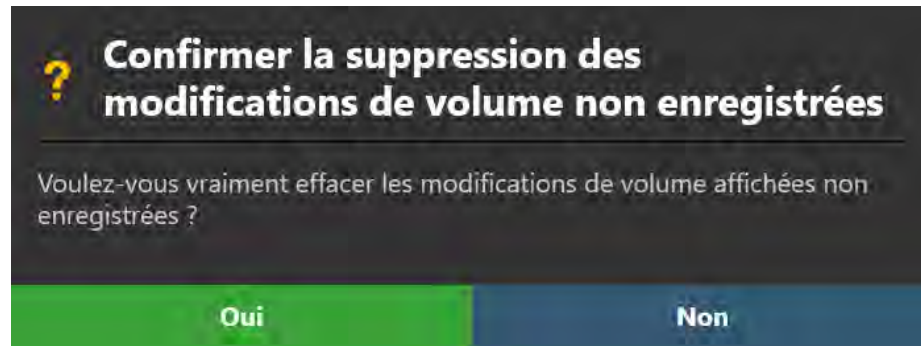 ?
Confirmer la suppression des
modifications de volume non enregistrées
Voulez-vous vraiment effacer les modifications de volume affichées non
enregistrées ?
Oui
Non